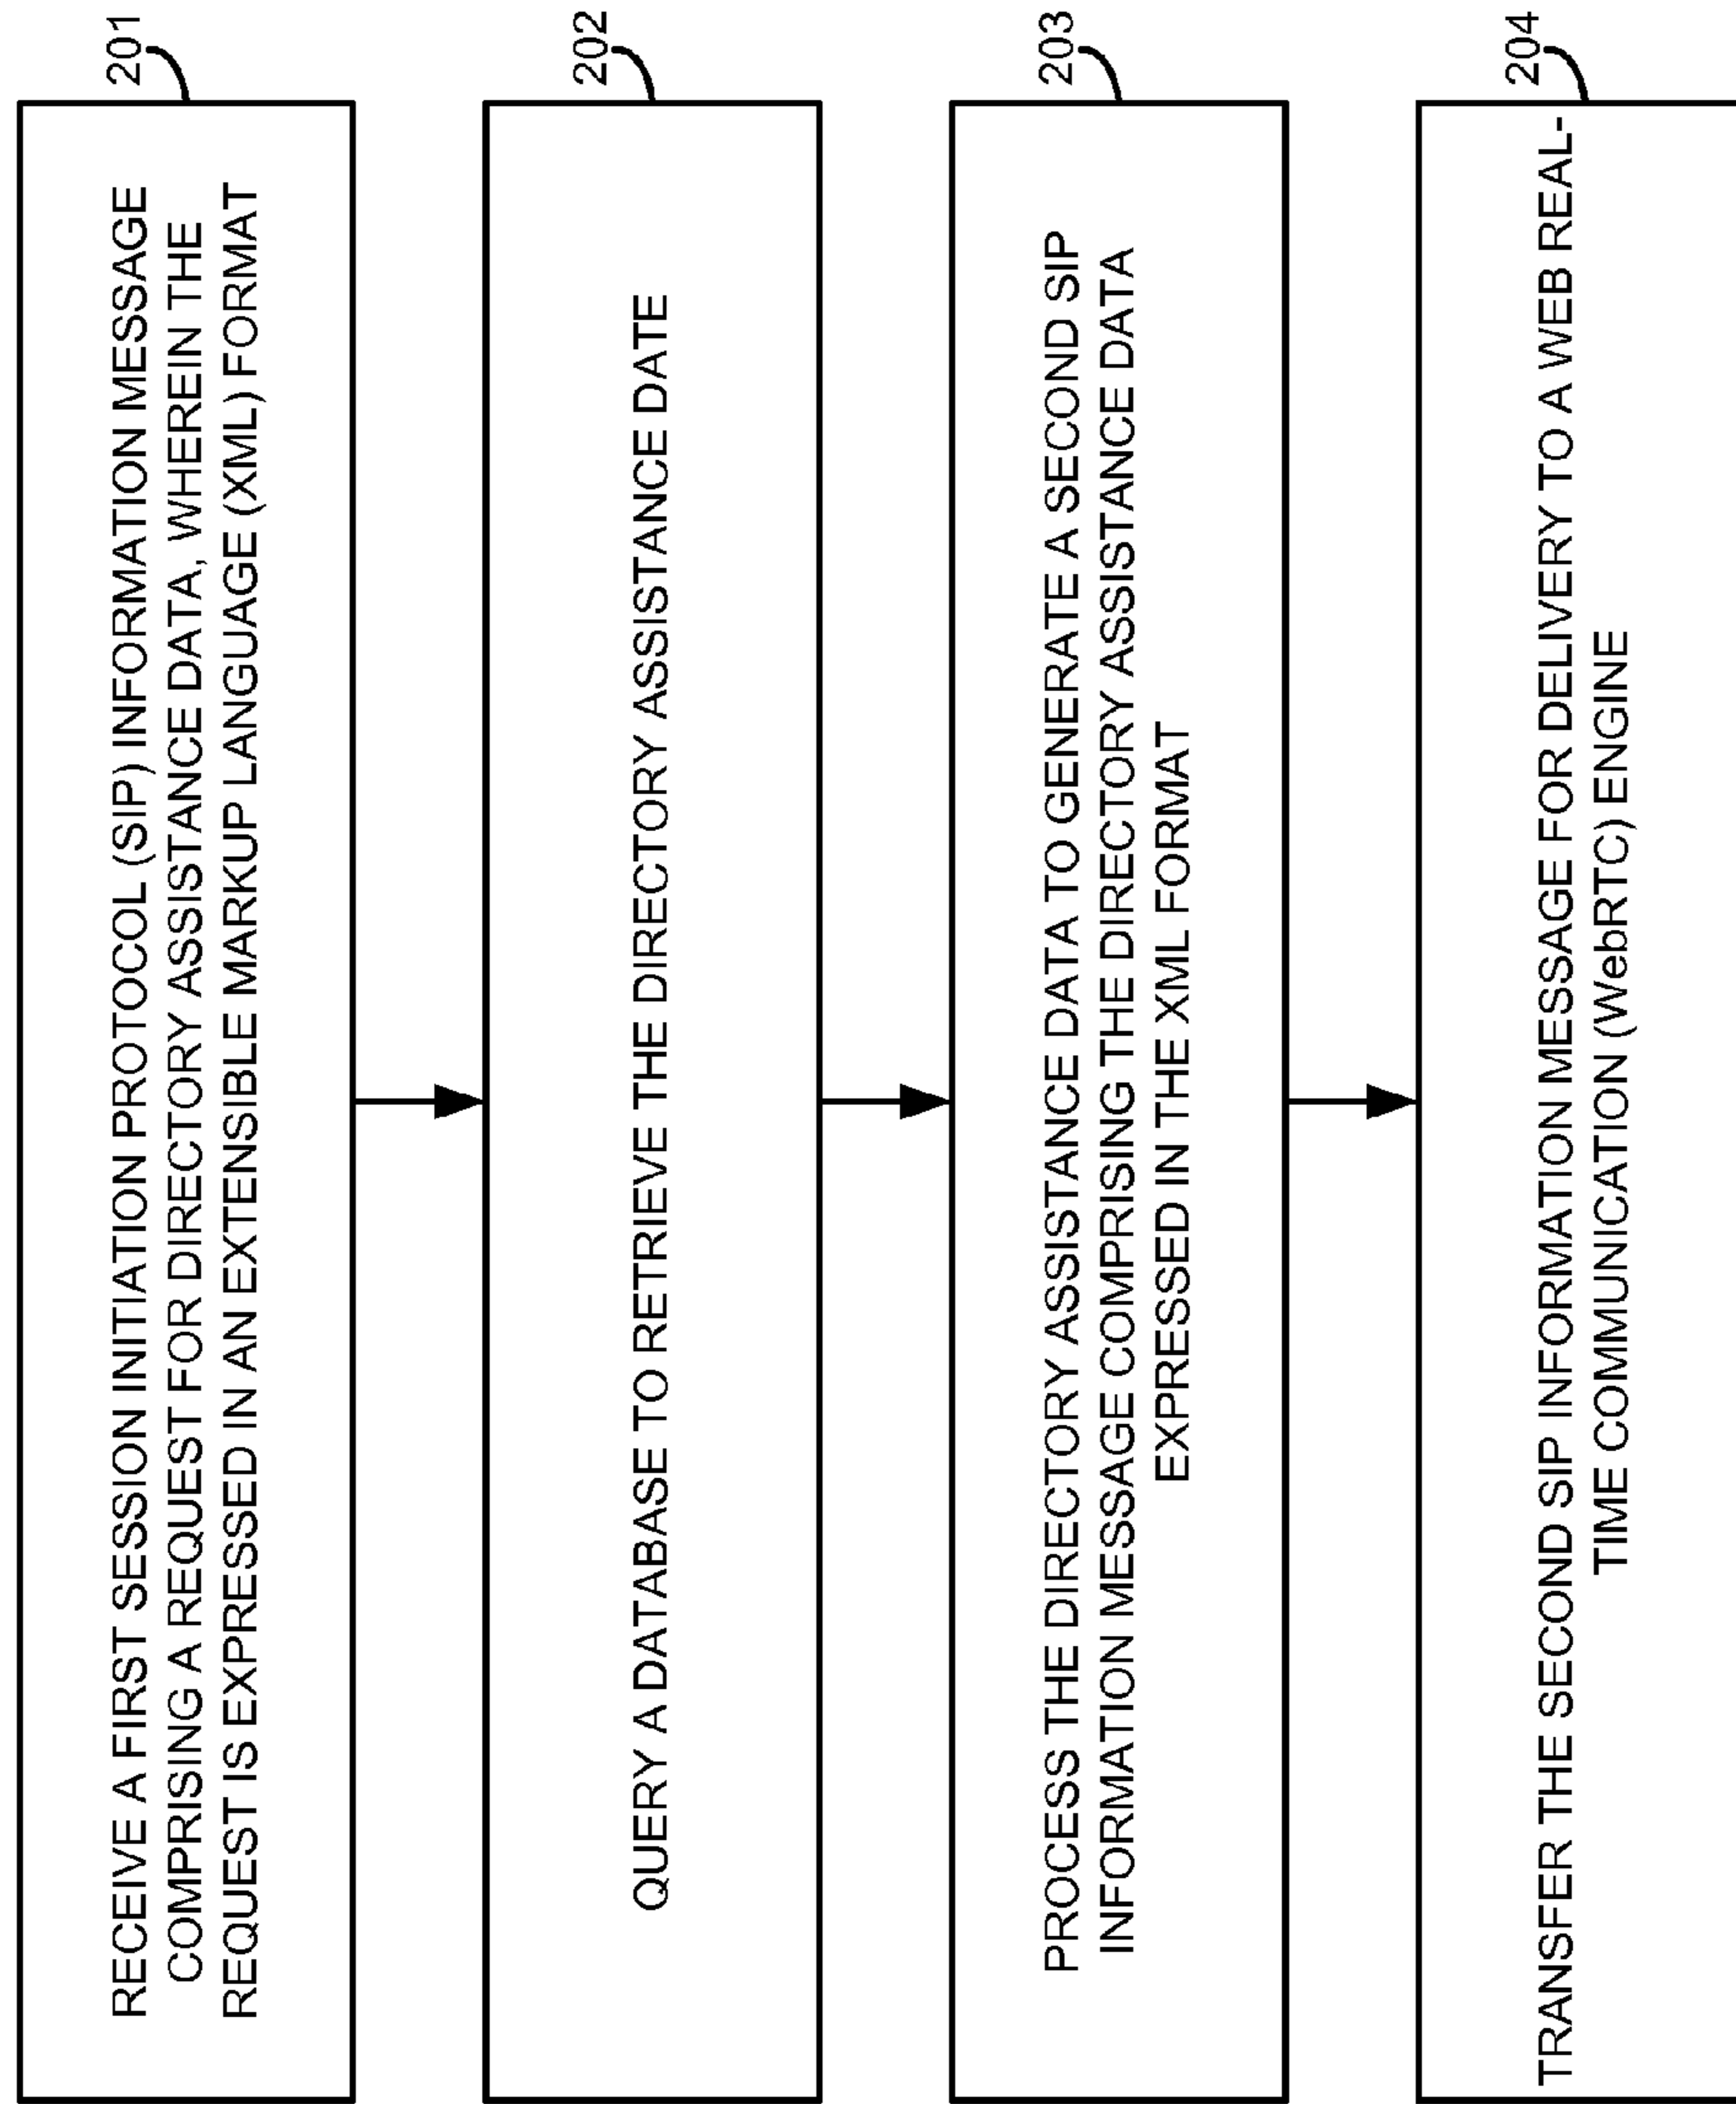 201
RECEIVE A FIRST SESSION INITIATION PROTOCOL (SIP) INFORMATION MESSAGE
COMPRISING A REQUEST FOR DIRECTORY ASSISTANCE DATA, WHEREIN THE
REQUEST IS EXPRESSED IN AN EXTENSIBLE MARKUP LANGUAGE (XML) FORMAT
202
QUERY A DATABASE TO RETRIEVE THE DIRECTORY ASSISTANCE DATE
203
PROCESS THE DIRECTORY ASSISTANCE DATA TO GENERATE A SECOND SIP
INFORMATION MESSAGE COMPRISING THE DIRECTORY ASSISTANCE DATA
EXPRESSED IN THE XML FORMAT
204
TRANSFER THE SECOND SIP INFORMATION MESSAGE FOR DELIVERY TO A WEB REAL-
TIME COMMUNICATION (WebRTC) ENGINE